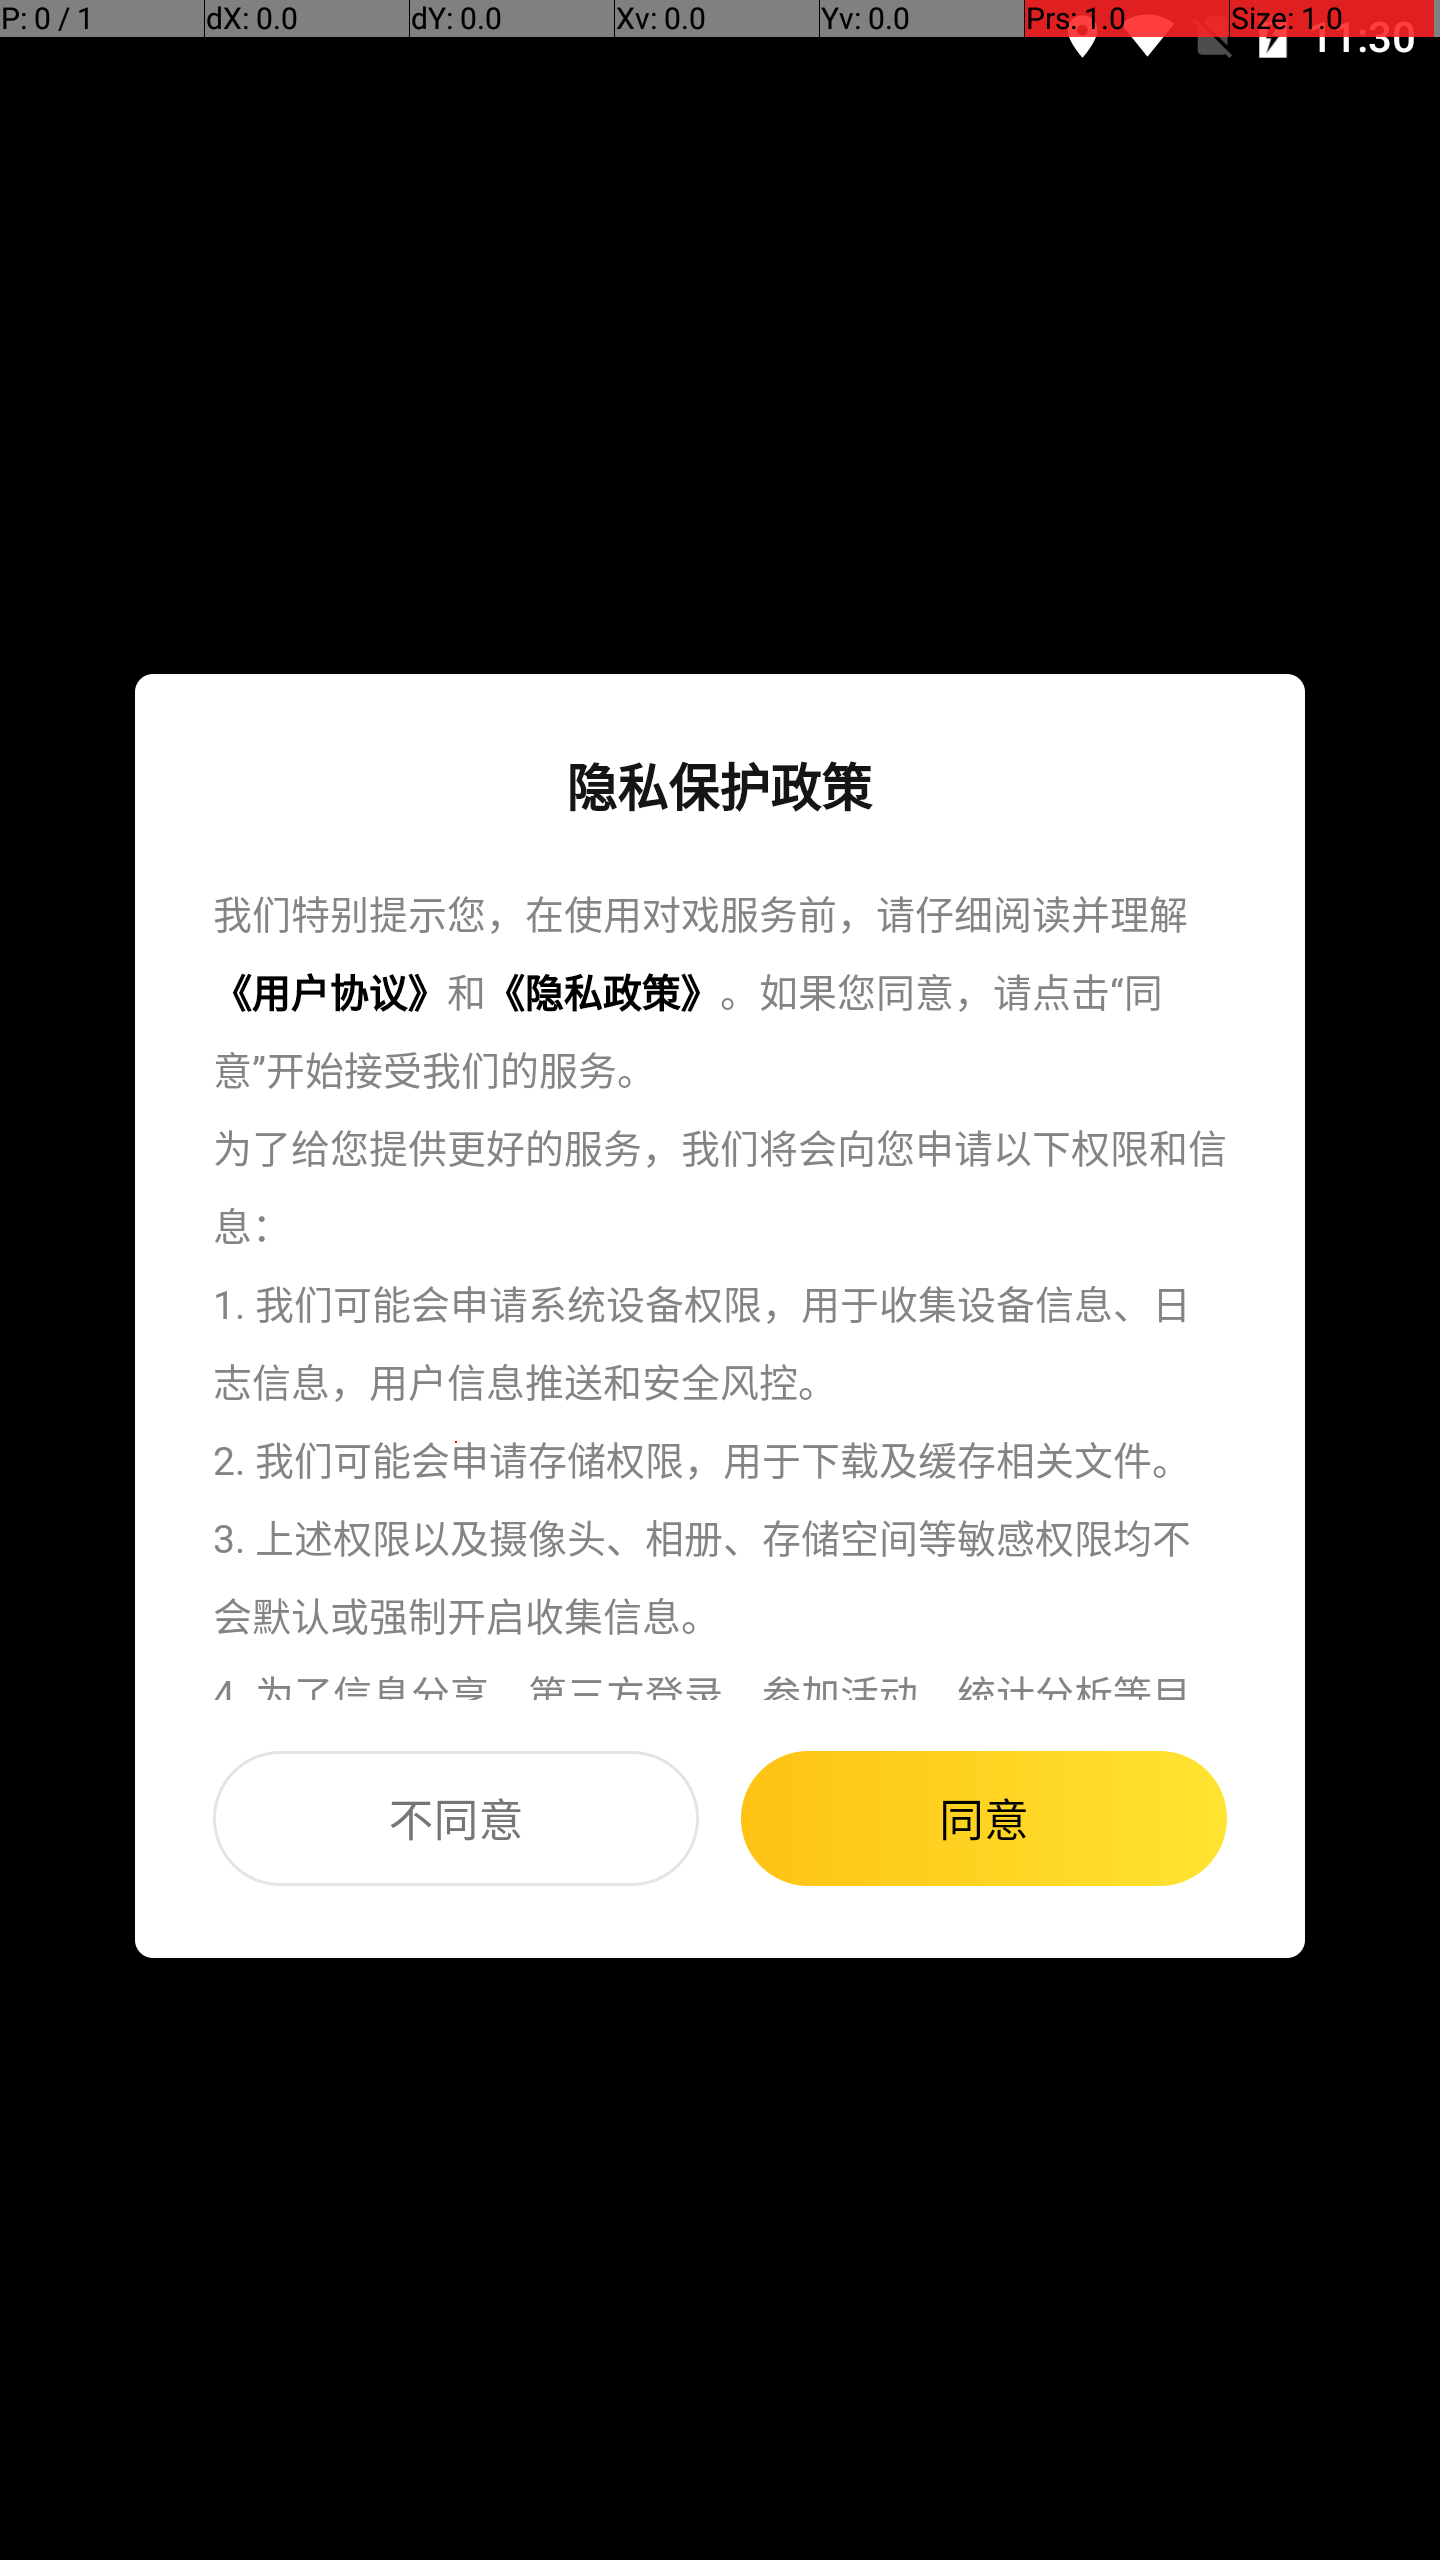 P: 0 / 1 dX: 0.0 dY: 0.0 Xv: 0.0 Yv: 0.0 Prs: 1.0 Size: 1.0
11:30
隐私保护政策
我们特别提示您，在使用对戏服务前，请仔细阅读并理解
《用户协议》和《隐私政策》。如果您同意，请点击“同
意”开始接受我们的服务。
为了给您提供更好的服务，我们将会向您申请以下权限和信
息：
1. 我们可能会申请系统设备权限，用于收集设备信息、日
志信息，用户信息推送和安全风控。
2. 我们可能会申请存储权限，用于下载及缓存相关文件。
3. 上述权限以及摄像头、相册、存储空间等敏感权限均不
会默认或强制开启收集信息。
4. 为了信息分享、第三方登录、参加活动、统计分析等目
不同意
同意